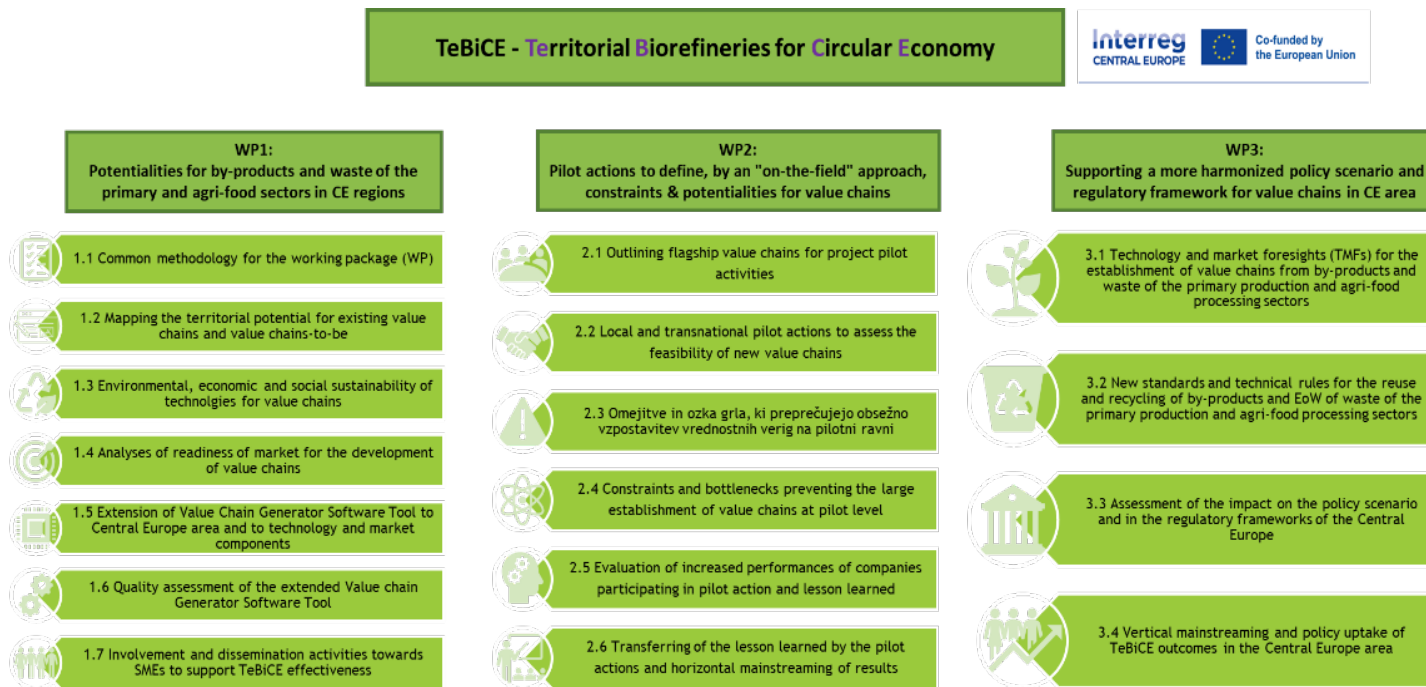 TeBiCE - Territorial Biorefineries for Circular Economy
Interreg
CENTRAL EUROPE
Co-funded by
the European Union
WP1:
Potentialities for by-products and waste of the
primary and agri-food sectors in CE regions
1.1 Common methodology for the working package (WP)
1.2 Mapping the territorial potential for existing value
chains and value chains-to-be
1.3 Environmental, economic and social sustainability of
technolgies for value chains
1.4 Analyses of readiness of market for the development
of value chains
1.5 Extension of Value Chain Generator Software Tool to
Central Europe area and to technology and market
components
1.6 Quality assessment of the extended Value chain
Generator Software Tool
1.7 Involvement and dissemination activities towards
SMEs to support TeBiCE effectiveness
WP2:
Pilot actions to define, by an "on-the-field" approach,
constraints & potentialities for value chains
2.1 Outlining flagship value chains for project pilot
activities
2.2 Local and transnational pilot actions to assess the
feasibility of new value chains
2.3 Omejitve in ozka grla, ki preprečujejo obsežno
vzpostavitev vrednostnih verig na pilotni ravni
2.4 Constraints and bottlenecks preventing the large
establishment of value chains at pilot level
2.5 Evaluation of increased performances of companies
participating in pilot action and lesson learned
2.6 Transferring of the lesson learned by the pilot
actions and horizontal mainstreaming of results
WP3:
Supporting a more harmonized policy scenario and
regulatory framework for value chains in CE area
3.1 Technology and market foresights (TMFs) for the
establishment of value chains from by-products and
waste of the primary production and agri-food
processing sectors
3.2 New standards and technical rules for the reuse
and recycling of by-products and EoW of waste of the
primary production and agri-food processing sectors
3.3 Assessment of the impact on the policy scenario
and in the regulatory frameworks of the Central
Europe
3.4 Vertical mainstreaming and policy uptake of
TeBiCE outcomes in the Central Europe area